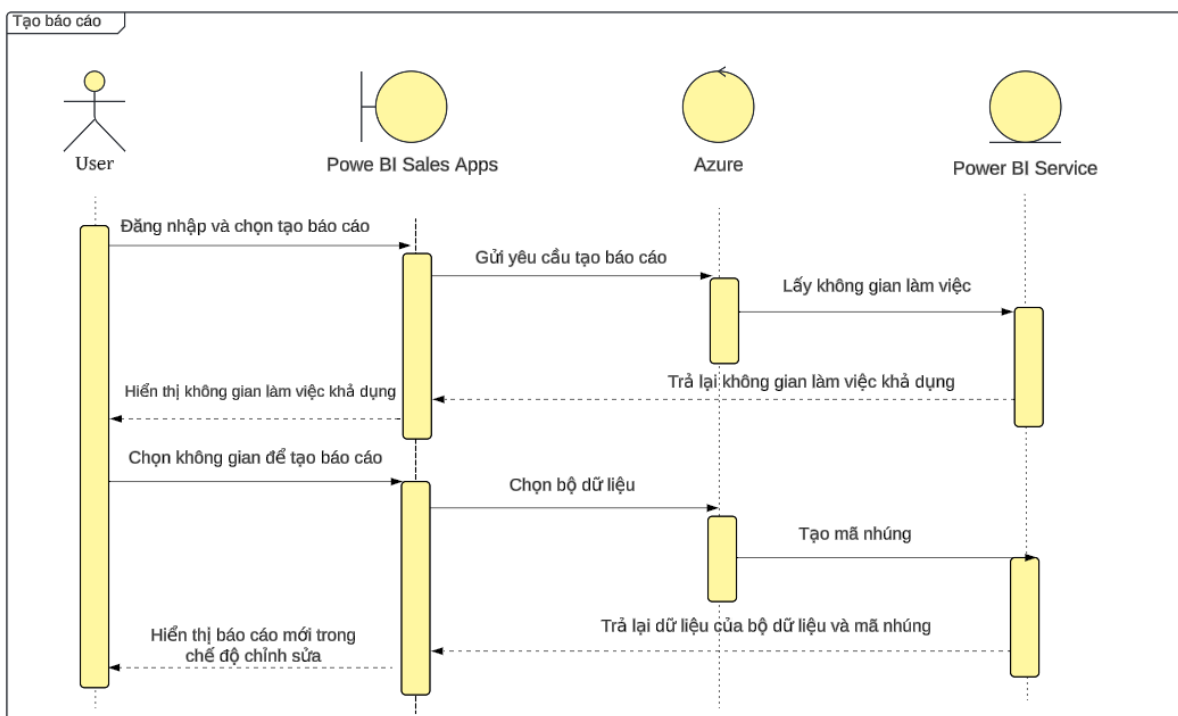 Tạo báo cáo
User
Powe BI Sales Apps
Azure
Power BI Service
Đăng nhập và chọn tạo báo cáo
Gửi yêu cầu tạo báo cáo
Lấy không gian làm việc
Trả lại không gian làm việc khả dụng
Hiển thị không gian làm việc khả dụng
Chọn không gian để tạo báo cáo
Chọn bộ dữ liệu
Tạo mã nhúng
Trả lại dữ liệu của bộ dữ liệu và mã nhúng
Hiển thị báo cáo mới trong
chế độ chỉnh sửa